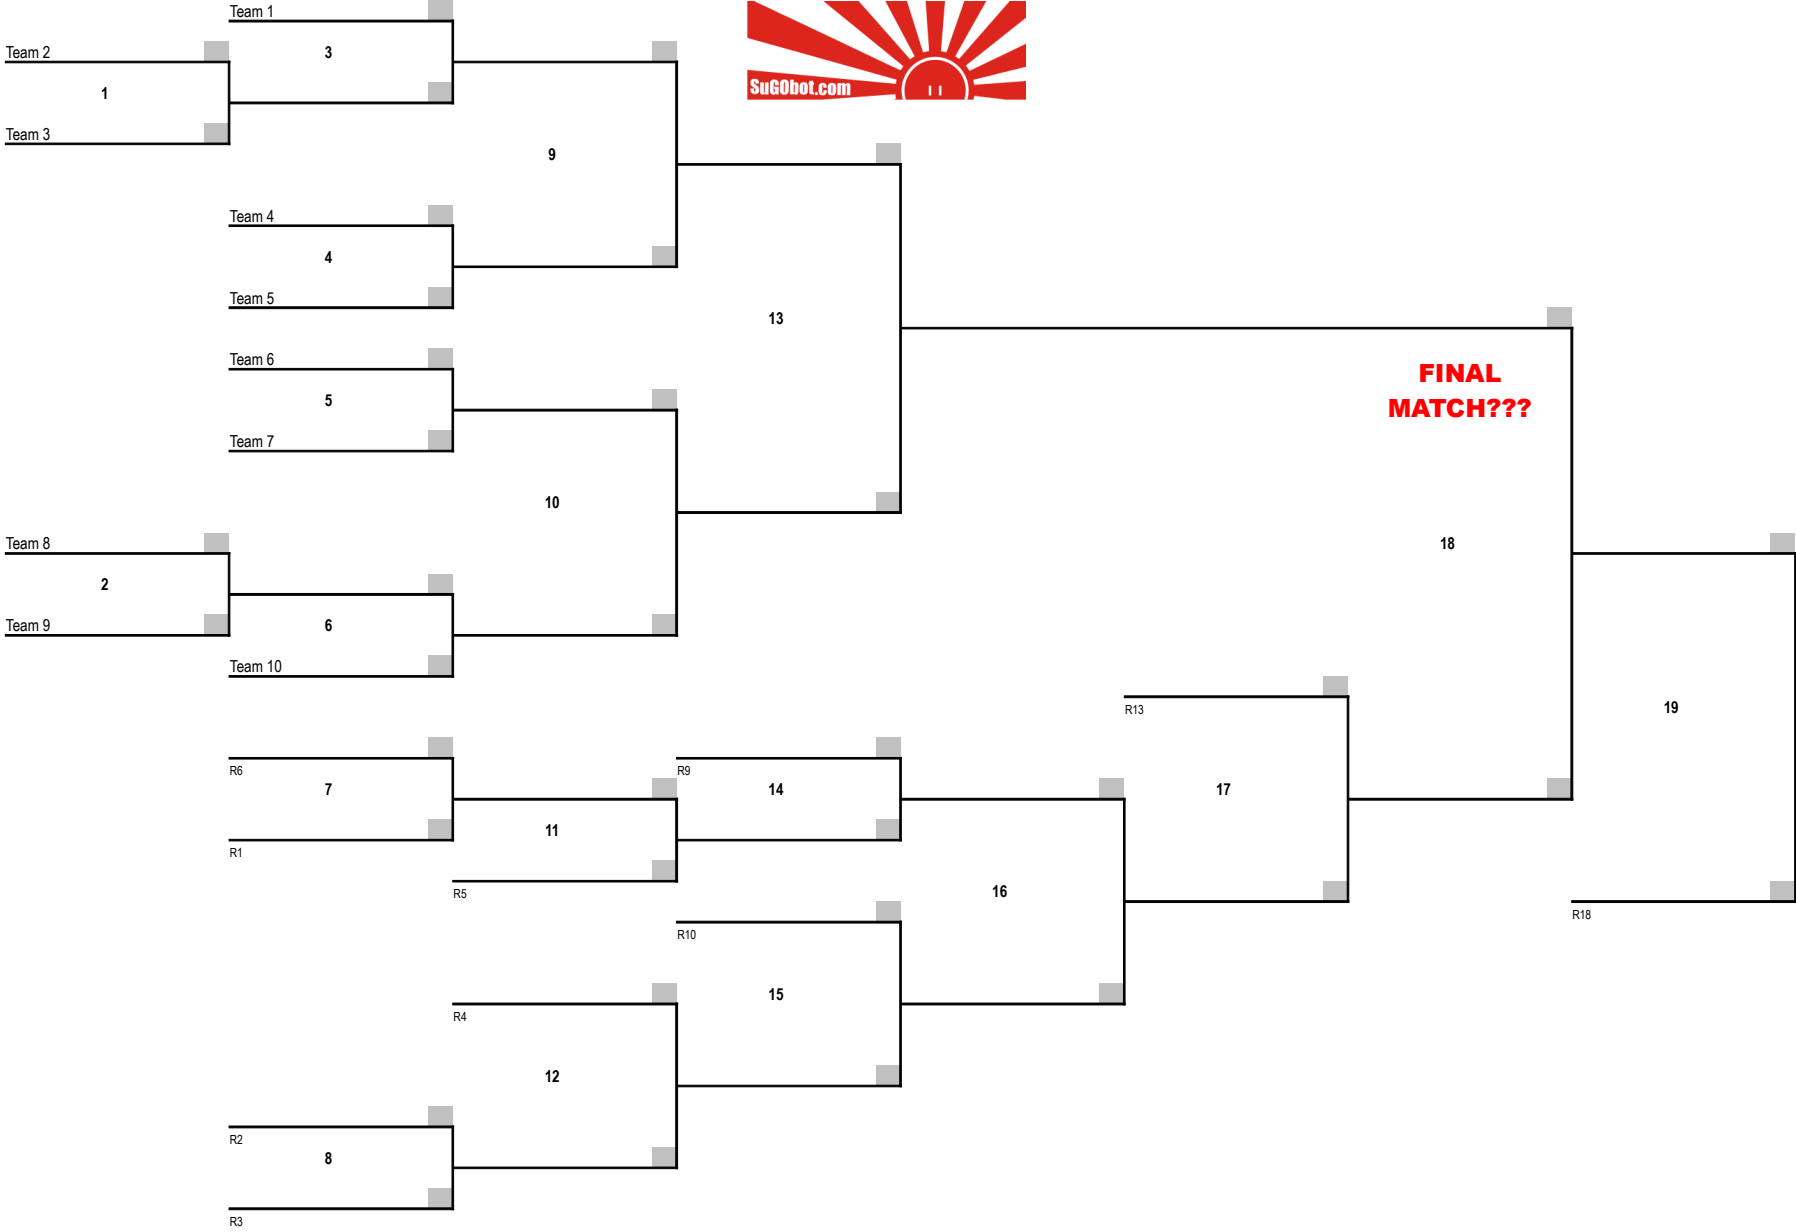 Team 1
Team 2
3
SuGObot.com
1
Team 3
9
Team 4
4
Team 5
13
Team 6
FINAL
MATCH???
5
Team 7
10
Team 8
18
2
Team 9
6
Team 10
R13
19
R6
R9
7
14
17
11
R1
R5
16
R18
R10
15
R4
12
R2
8
R3